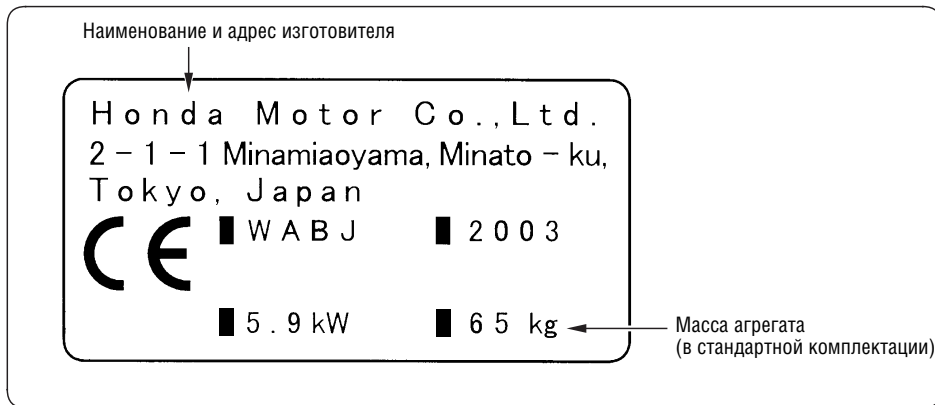 Наименование и адрес изготовителя
Honda Motor Co.,Ltd.
2-1-1 Minamiaoyama, Minato-ku,
Tokyo, Japan
CE WABJ 2003
5.9 kW 65 kg
Масса агрегата
(в стандартной комплектации)